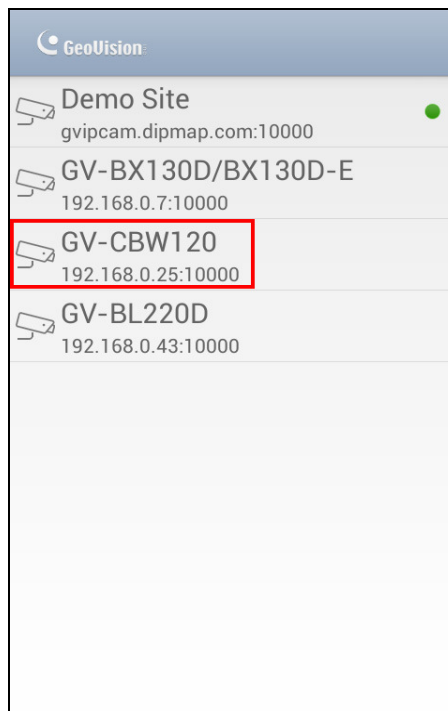 GeoVision
Demo Site
gvipcam.dipmap.com:10000
GV-BX130D/BX130D-E
192.168.0.7:10000
GV-CBW120
192.168.0.25:10000
GV-BL220D
192.168.0.43:10000